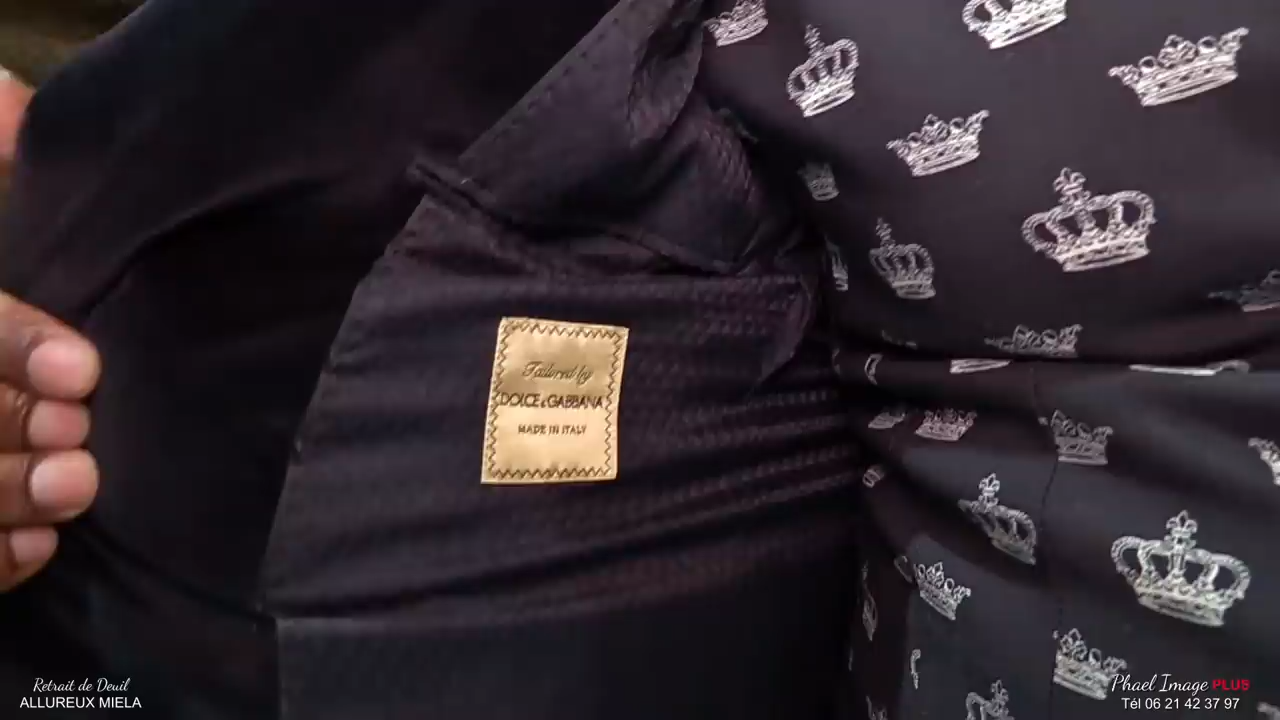 Tailored by
DOLCE & GABBANA
MADE IN ITALY
Retrait de Deuil
ALLUREUX MIELA
Phael Image PLUS
Tél 06 21 42 37 97